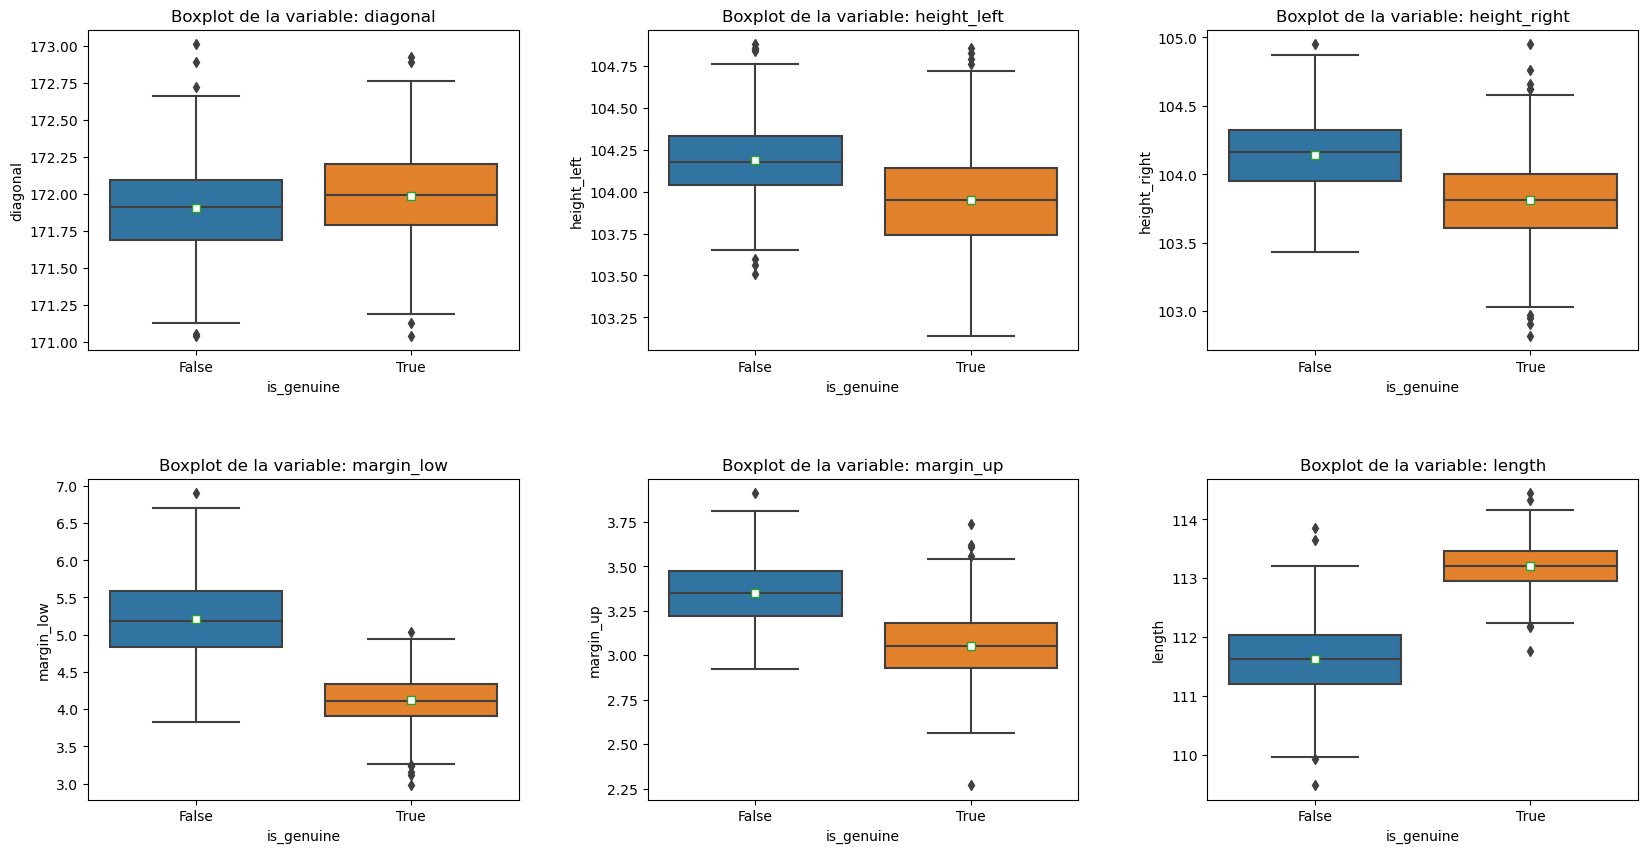 Boxplot de la variable: diagonal
173.00
172.75
172.50
172.25
172.00
171.75
171.50
171.25
171.00
diagonal
False True
is_genuine
Boxplot de la variable: height_left
104.75
104.50
104.25
104.00
103.75
103.50
103.25
height_left
False True
is_genuine
Boxplot de la variable: height_right
105.0
104.5
104.0
103.5
103.0
height_right
False True
is_genuine
Boxplot de la variable: margin_low
7.0
6.5
6.0
5.5
5.0
4.5
4.0
3.5
3.0
margin_low
False True
is_genuine
Boxplot de la variable: margin_up
3.75
3.50
3.25
3.00
2.75
2.50
2.25
margin_up
False True
is_genuine
Boxplot de la variable: length
114
113
112
111
110
length
False True
is_genuine